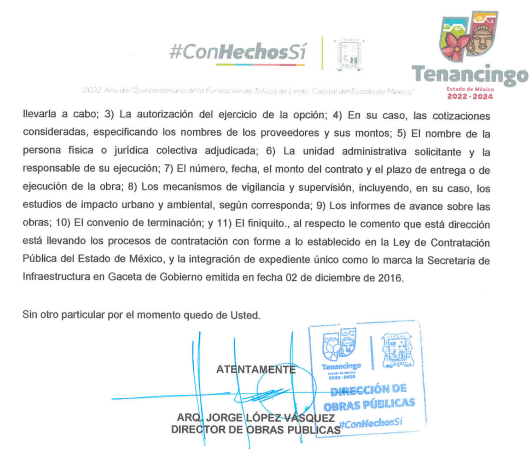 #ConHechosSí
Tenancingo
Estado de México
2022 - 2024
"2022. Año del Quincentenario de la Fundación de Toluca de Lerdo, Capital del Estado de México"
llevarla a cabo; 3) La autorización del ejercicio de la opción; 4) En su caso, las cotizaciones
consideradas, especificando los nombres de los proveedores y sus montos; 5) El nombre de la
persona física o jurídica colectiva adjudicada; 6) La unidad administrativa solicitante y la
responsable de su ejecución; 7) El número, fecha, el monto del contrato y el plazo de entrega o de
ejecución de la obra; 8) Los mecanismos de vigilancia y supervisión, incluyendo, en su caso, los
estudios de impacto urbano y ambiental, según corresponda; 9) Los informes de avance sobre las
obras; 10) El convenio de terminación; y 11) El finiquito., al respecto le comento que está dirección
está llevando los procesos de contratación con forme a lo establecido en la Ley de Contratación
Pública del Estado de México, y la integración de expediente único como lo marca la Secretaria de
Infraestructura en Gaceta de Gobierno emitida en fecha 02 de diciembre de 2016.
Sin otro particular por el momento quedo de Usted.
ATENTAMENTE
ARQ. JORGE LÓPEZ VÁSQUEZ
DIRECTOR DE OBRAS PUBLICAS
Tenancingo
Estado de México
2022-2024
DIRECCIÓN DE
OBRAS PÚBLICAS
#ConHechosSí